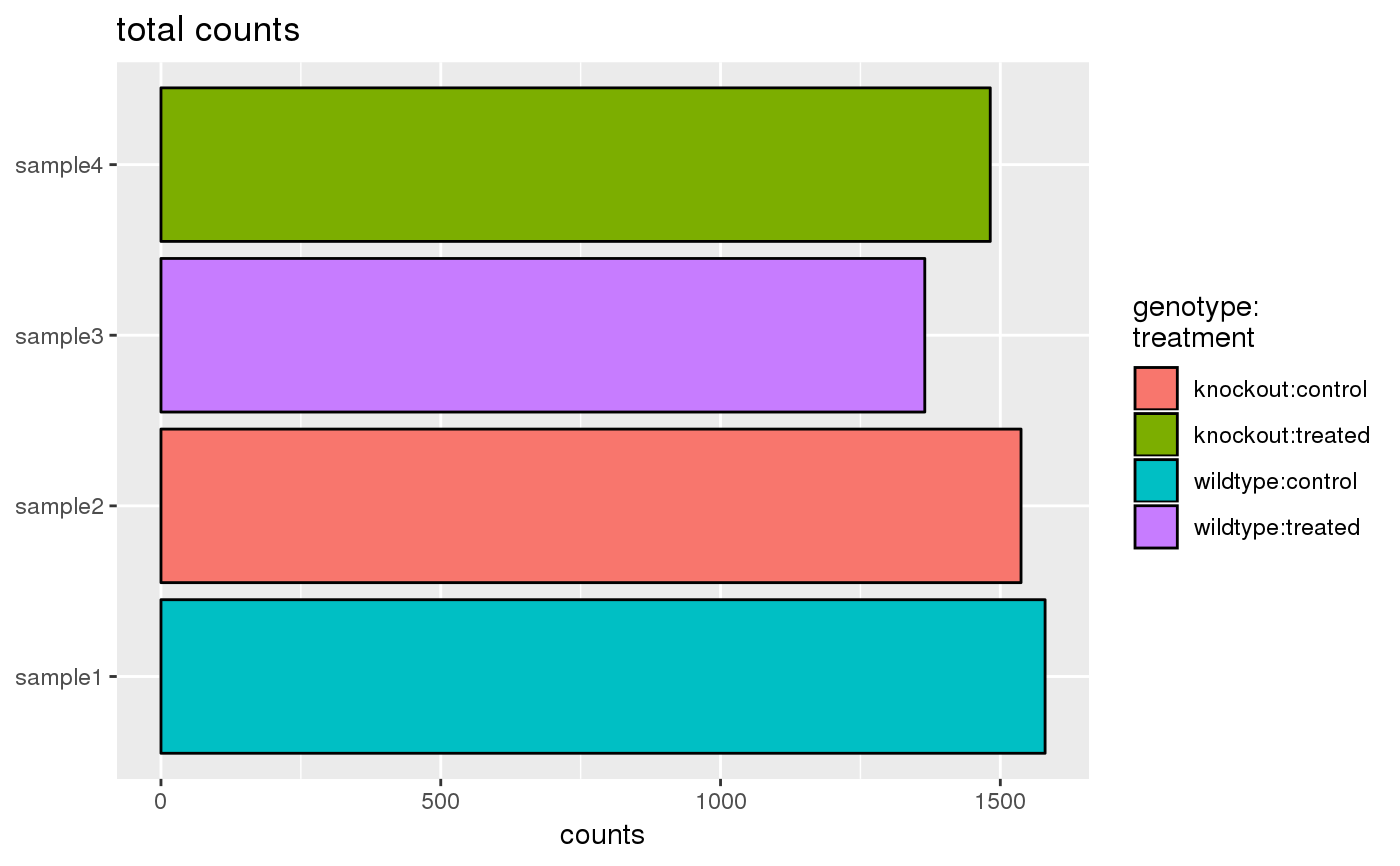 total counts
sample4
sample3
sample2
sample1
0
500
1000
1500
counts
genotype:
treatment
knockout:control
knockout:treated
wildtype:control
wildtype:treated